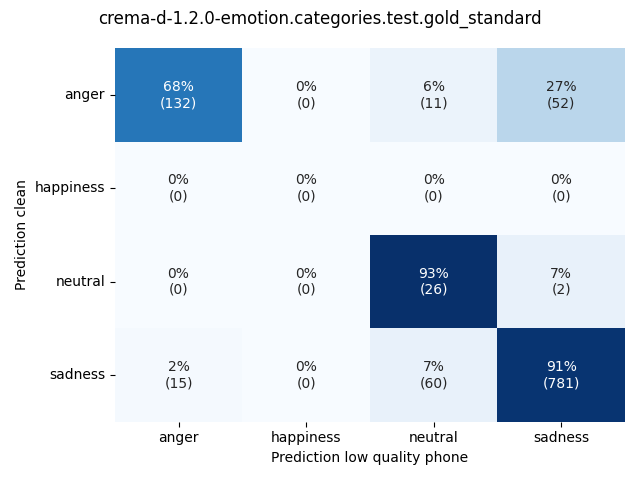 crema-d-1.2.0-emotion.categories.test.gold_standard
Prediction clean
anger
68% 0% 6% 27%
(132) (0) (11) (52)
happiness
0% 0% 0% 0%
(0) (0) (0) (0)
neutral
0% 0% 93% 7%
(0) (0) (26) (2)
sadness
2% 0% 7% 91%
(15) (0) (60) (781)
anger happiness neutral sadness
Prediction low quality phone